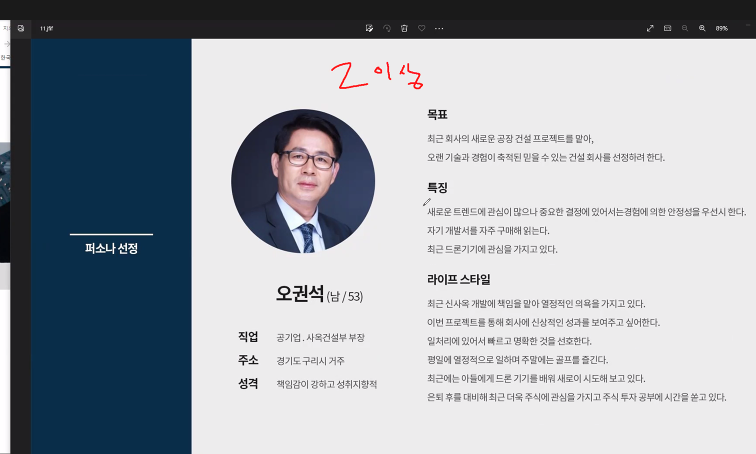 11.jfif
89%
한국
2 이상
퍼소나 선정
오권석 (남 / 53)
직업 공기업 . 사옥건설부 부장
주소 경기도 구리시 거주
성격 책임감이 강하고 성취지향적
목표
최근 회사의 새로운 공장 건설 프로젝트를 맡아,
오랜 기술과 경험이 축적된 믿을 수 있는 건설 회사를 선정하려 한다.
특징
새로운 트렌드에 관심이 많으나 중요한 결정에 있어서는경험에 의한 안정성을 우선시 한다.
자기 개발서를 자주 구매해 읽는다.
최근 드론기기에 관심을 가지고 있다.
라이프 스타일
최근 신사옥 개발에 책임을 맡아 열정적인 의욕을 가지고 있다.
이번 프로젝트를 통해 회사에 신상적인 성과를 보여주고 싶어한다.
일처리에 있어서 빠르고 명확한 것을 선호한다.
평일에 열정적으로 일하며 주말에는 골프를 즐긴다.
최근에는 아들에게 드론 기기를 배워 새로이 시도해 보고 있다.
은퇴 후를 대비해 최근 더욱 주식에 관심을 가지고 주식 투자 공부에 시간을 쏟고 있다.